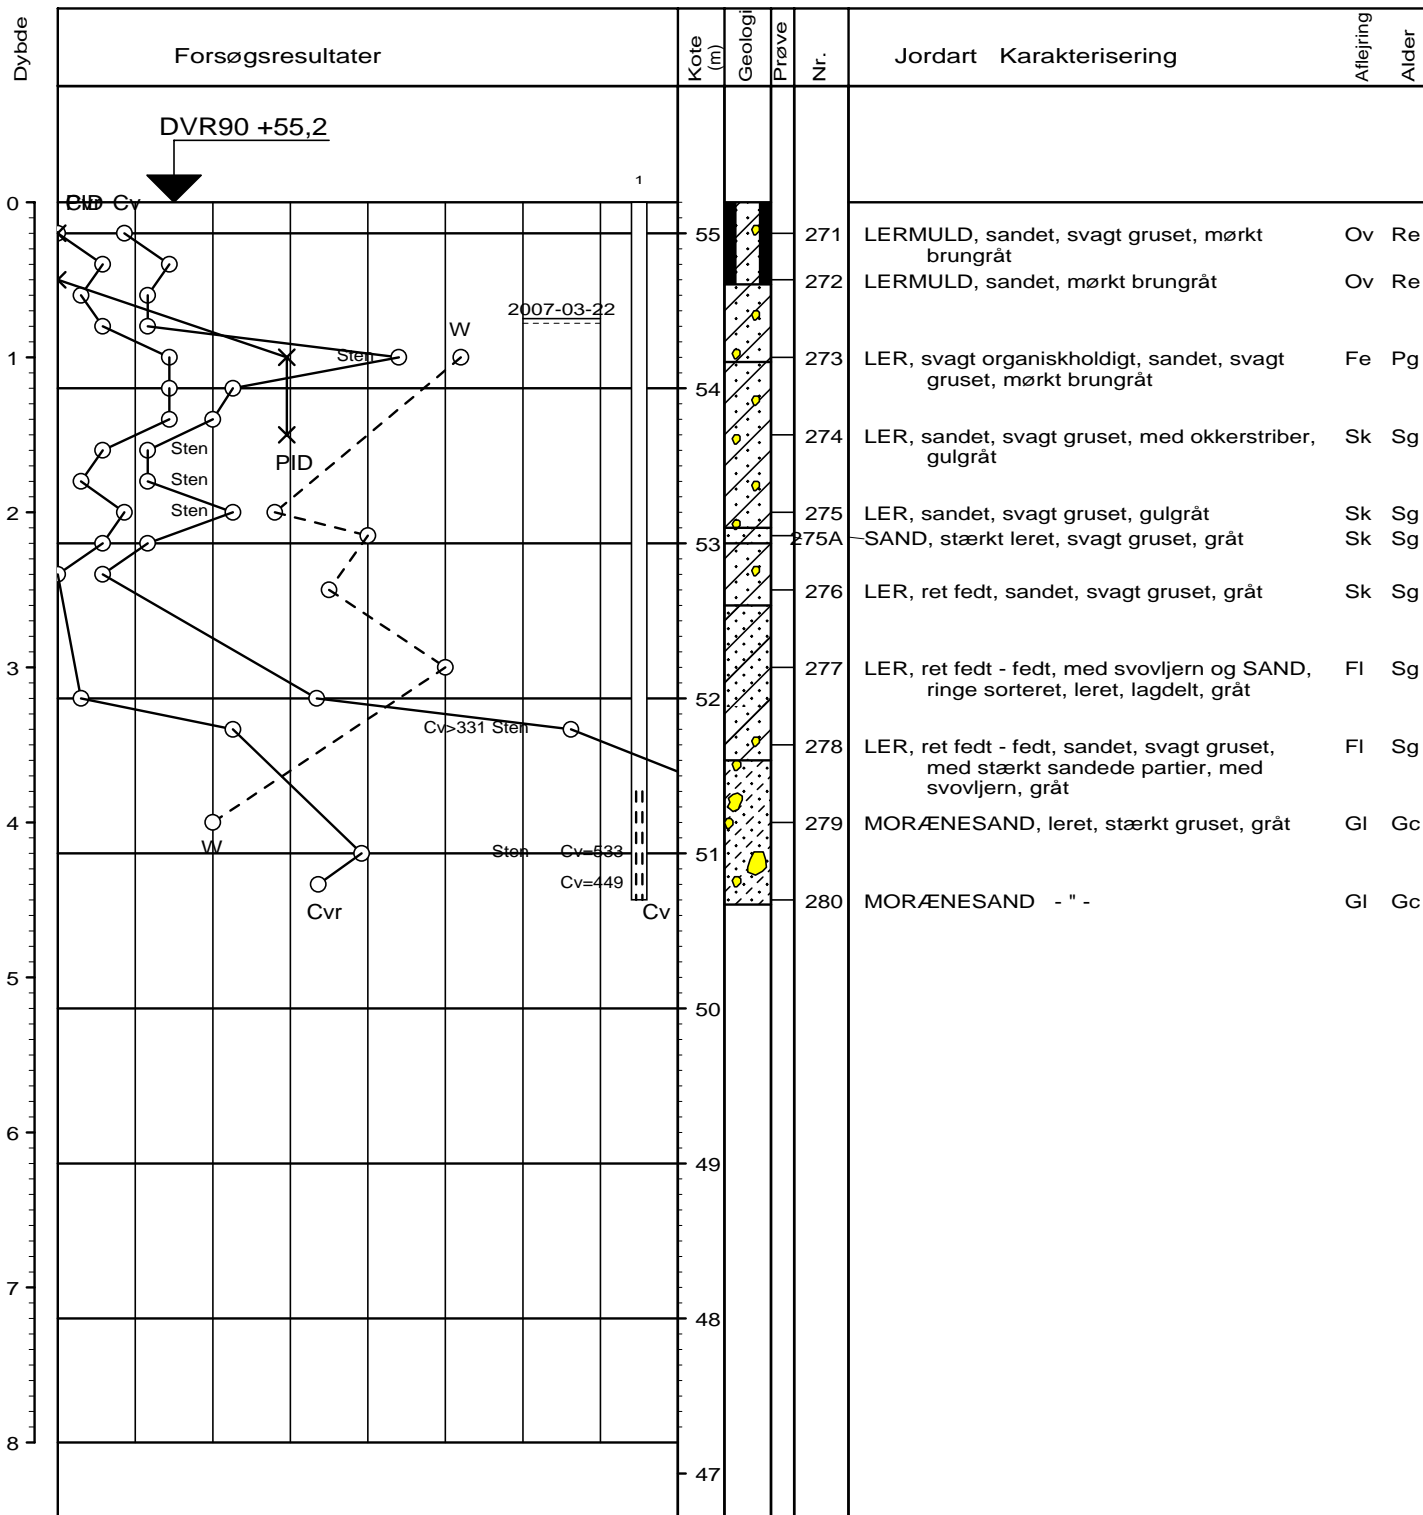 Dybde
Forsøgsresultater
Kote
(m)
Geologi
Prøve
Nr.
Jordart Karakterisering
Aflejring
Alder
DVR90 +55,2
1
0
PID
Cv
55
271 LERMULD, sandet, svagt gruset, mørkt Ov Re
brungråt
272 LERMULD, sandet, mørkt brungråt Ov Re
2007-03-22
W
1
Sten
273 LER, svagt organiskholdigt, sandet, svagt Fe Pg
gruset, mørkt brungråt
54
274 LER, sandet, svagt gruset, med okkerstriber, Sk Sg
gulgråt
Sten
PID
Sten
Sten
2
275 LER, sandet, svagt gruset, gulgråt Sk Sg
53
275A SAND, stærkt leret, svagt gruset, gråt Sk Sg
276 LER, ret fedt, sandet, svagt gruset, gråt Sk Sg
3
277 LER, ret fedt - fedt, med svovljern og SAND, Fl Sg
ringe sorteret, leret, lagdelt, gråt
52
Cv>331 Sten
278 LER, ret fedt - fedt, sandet, svagt gruset, Fl Sg
med stærkt sandede partier, med
svovljern, gråt
4
279 MORÆNESAND, leret, stærkt gruset, gråt Gl Gc
W
Sten Cv=533
51
Cv=449
280 MORÆNESAND - " - Gl Gc
Cvr
Cv
5
50
6
49
7
48
8
47